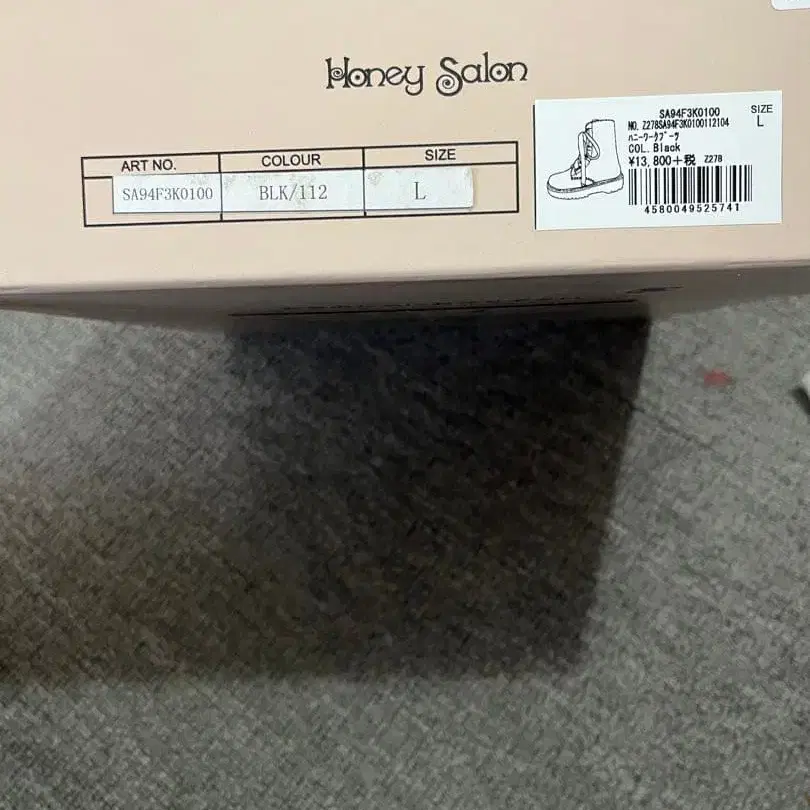 Honey Salon
ART NO. COLOUR SIZE
SA94F3K0100 BLK/112 L
SA94F3K0100 SIZE
NO. Z278SA94F3K0100112104 L
ﾊﾆｰﾜｰｸﾌﾞｰﾂ
COL. Black
¥13,800+税 Z278
4580049525741